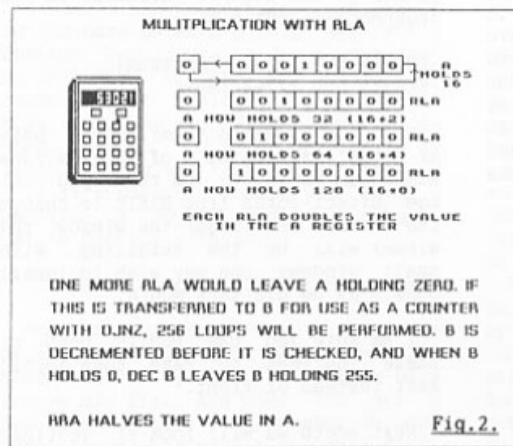 MULITPLICATION WITH RLA
0 0 0 0 1 0 0 0 0 A
HOLDS
16
53021
0 0 0 1 0 0 0 0 0 RLA
A NOW HOLDS 32 (16*2)
0 0 1 0 0 0 0 0 0 RLA
A NOW HOLDS 64 (16*4)
0 1 0 0 0 0 0 0 0 RLA
A NOW HOLDS 128 (16*8)
EACH RLA DOUBLES THE VALUE
IN THE A REGISTER
ONE MORE RLA WOULD LEAVE A HOLDING ZERO. IF
THIS IS TRANSFERRED TO B FOR USE AS A COUNTER
WITH DJNZ, 256 LOOPS WILL BE PERFORMED. B IS
DECREMENTED BEFORE IT IS CHECKED, AND WHEN B
HOLDS 0, DEC B LEAVES B HOLDING 255.
RRA HALVES THE VALUE IN A.
Fig.2.